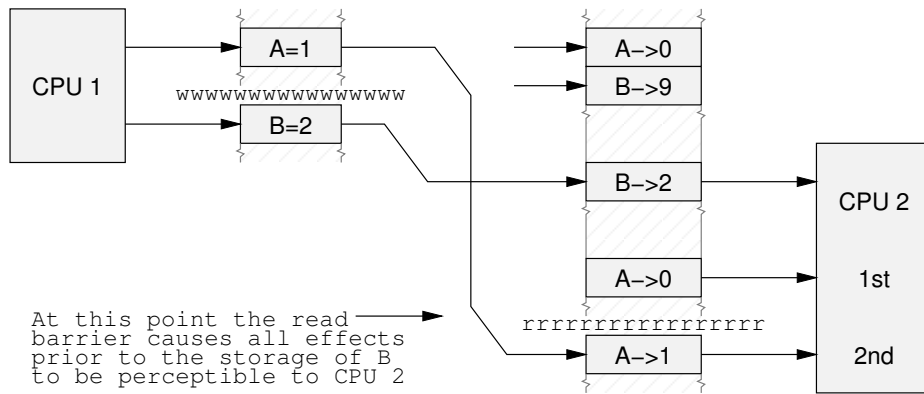 A=1
A->0
CPU 1
B->9
wwwwwwwwwwwwwwww
B=2
B->2
CPU 2
A->0
1st
At this point the read
barrier causes all effects
prior to the storage of B
to be perceptible to CPU 2
rrrrrrrrrrrrrrrrr
A->1
2nd